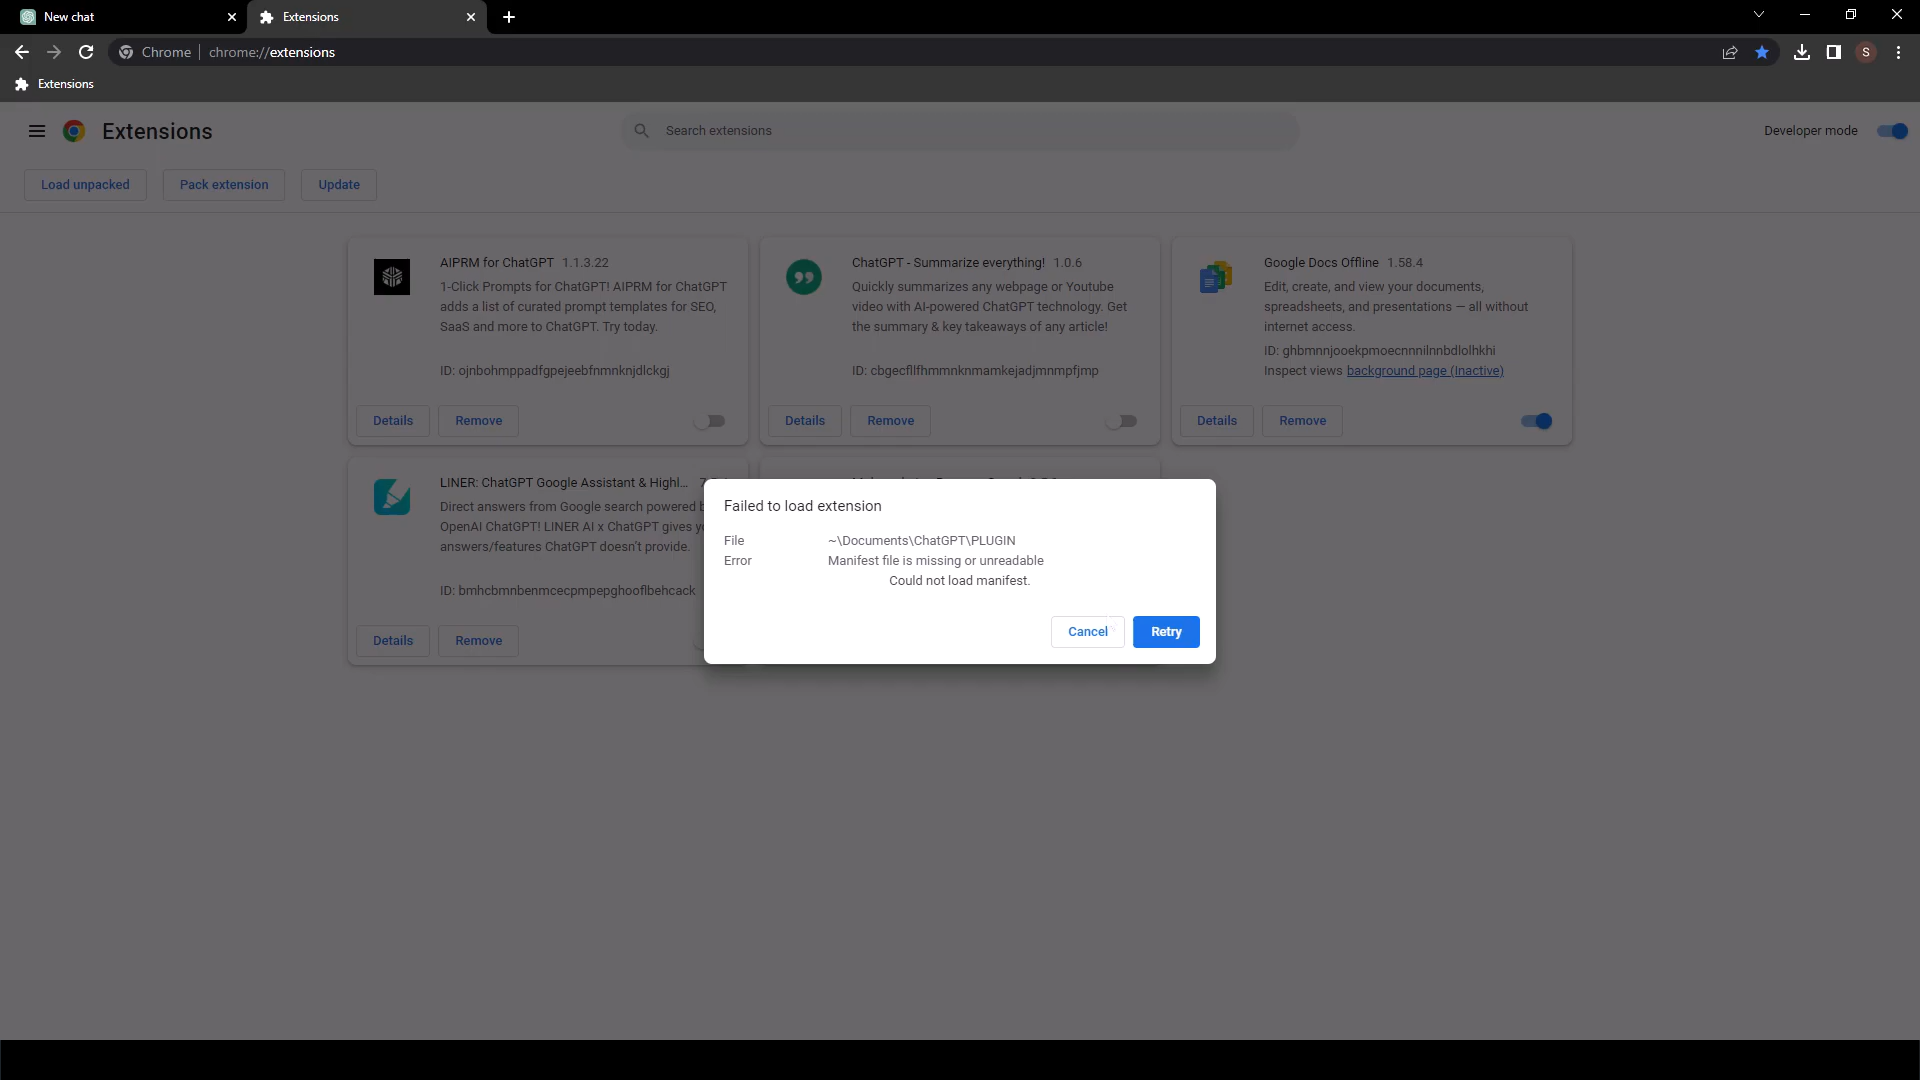 New chat
Extensions
Chrome
chrome://extensions
S
Extensions
Extensions
Search extensions
Developer mode
Load unpacked
Pack extension
Update
AIPRM for ChatGPT 1.1.3.22
1-Click Prompts for ChatGPT! AIPRM for ChatGPT
adds a list of curated prompt templates for SEO,
SaaS and more to ChatGPT. Try today.
ID: ojnbohmppadfgpejeebfnmnknjdlckgj
Details
Remove
ChatGPT - Summarize everything! 1.0.6
Quickly summarizes any webpage or Youtube
video with AI-powered ChatGPT technology. Get
the summary & key takeaways of any article!
ID: cbgecfllfhmmnknmamkejadjmnmpfjmp
Details
Remove
Google Docs Offline 1.58.4
Edit, create, and view your documents,
spreadsheets, and presentations — all without
internet access.
ID: ghbmnnjooekpmoecnnnilnnbdlolhkhi
Inspect views background page (Inactive)
Details
Remove
LINER: ChatGPT Google Assistant & Highl...
Direct answers from Google search powered
OpenAI ChatGPT! LINER AI x ChatGPT gives
answers/features ChatGPT doesn't provide.
ID: bmhcbmnbenmcecpmpepghooflbehcack
Details
Remove
Failed to load extension
File ~\Documents\ChatGPT\PLUGIN
Error Manifest file is missing or unreadable
Could not load manifest.
Cancel
Retry